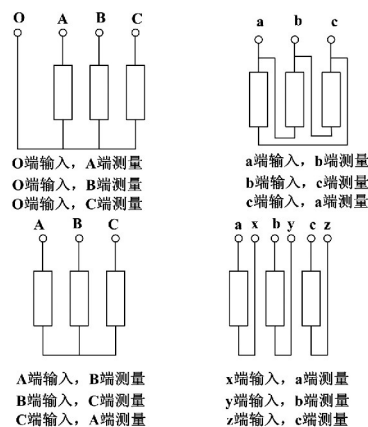 O A B C
O端输入，A端测量
O端输入，B端测量
O端输入，C端测量
a b c
a端输入，b端测量
b端输入，c端测量
c端输入，a端测量
A B C
A端输入，B端测量
B端输入，C端测量
C端输入，A端测量
a x b y c z
x端输入，a端测量
y端输入，b端测量
z端输入，c端测量